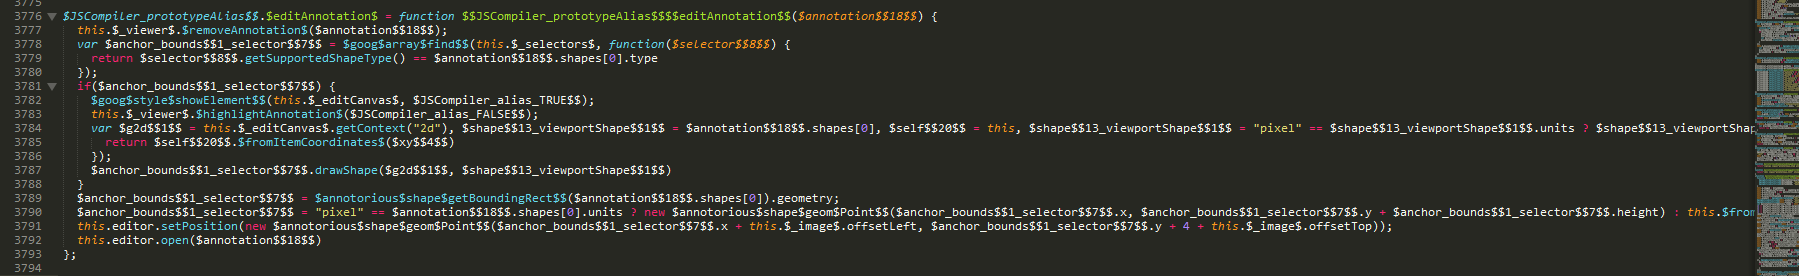 3775
3776 $JSCompiler_prototypeAlias$$.$editAnnotation$ = function $$JSCompiler_prototypeAlias$$$$editAnnotation$$($annotation$$18$$) {
3777 this.$_viewer$.$removeAnnotation$($annotation$$18$$);
3778 var $anchor_bounds$$1_selector$$7$$ = $goog$array$find$$(this.$_selectors$, function($selector$$8$$) {
3779 return $selector$$8$$.getSupportedShapeType() == $annotation$$18$$.shapes[0].type
3780 });
3781 if($anchor_bounds$$1_selector$$7$$) {
3782 $goog$style$showElement$$(this.$_editCanvas$, $JSCompiler_alias_TRUE$$);
3783 this.$_viewer$.$highlightAnnotation$($JSCompiler_alias_FALSE$$);
3784 var $g2d$$1$$ = this.$_editCanvas$.getContext("2d"), $shape$$13_viewportShape$$1$$ = $annotation$$18$$.shapes[0], $self$$20$$ = this, $shape$$13_viewportShape$$1$$ = "pixel" == $shape$$13_viewportShape$$1$$.units ? $shape$$13_viewportShap
3785 return $self$$20$$.$fromItemCoordinates$($xy$$4$$)
3786 });
3787 $anchor_bounds$$1_selector$$7$$.drawShape($g2d$$1$$, $shape$$13_viewportShape$$1$$)
3788 }
3789 $anchor_bounds$$1_selector$$7$$ = $annotorious$shape$getBoundingRect$$($annotation$$18$$.shapes[0]).geometry;
3790 $anchor_bounds$$1_selector$$7$$ = "pixel" == $annotation$$18$$.shapes[0].units ? new $annotorious$shape$geom$Point$$($anchor_bounds$$1_selector$$7$$.x, $anchor_bounds$$1_selector$$7$$.y + $anchor_bounds$$1_selector$$7$$.height) : this.$from
3791 this.editor.setPosition(new $annotorious$shape$geom$Point$$($anchor_bounds$$1_selector$$7$$.x + this.$_image$.offsetLeft, $anchor_bounds$$1_selector$$7$$.y + 4 + this.$_image$.offsetTop));
3792 this.editor.open($annotation$$18$$)
3793 };
3794